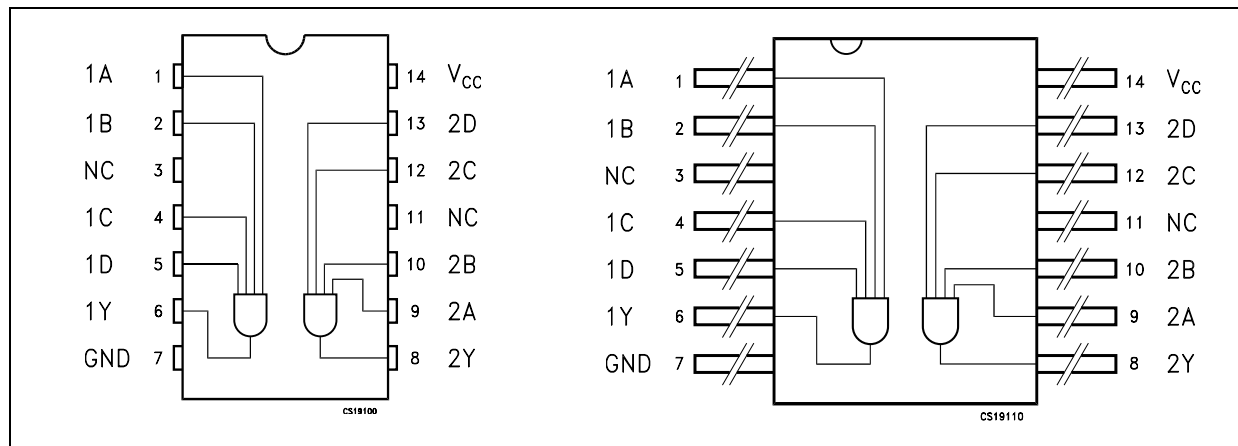 1A 1 14 VCC
1B 2 13 2D
NC 3 12 2C
1C 4 11 NC
1D 5 10 2B
1Y 6 9 2A
GND 7 8 2Y
CS19100
1A 1 14 VCC
1B 2 13 2D
NC 3 12 2C
1C 4 11 NC
1D 5 10 2B
1Y 6 9 2A
GND 7 8 2Y
CS19110